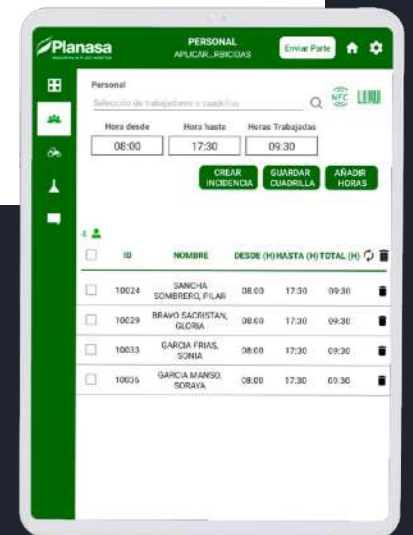 Planasa
PERSONAL
APLICAR...RBICIDAS
Enviar Parte
Personal
Selección de trabajadores o cuadrillas
NFC
Hora desde Hora hasta Horas Trabajadas
08:00 17:30 09:30
CREAR INCIDENCIA
GUARDAR CUADRILLA
AÑADIR HORAS
4
ID NOMBRE DESDE (H) HASTA (H) TOTAL (H)
10024 SANCHA SOMBRERO, PILAR 08:00 17:30 09:30
10029 BRAVO SACRISTAN, GLORIA 08:00 17:30 09:30
10033 GARCIA FRIAS, SONIA 08:00 17:30 09:30
10036 GARCIA MANSO, SORAYA 08:00 17:30 09:30